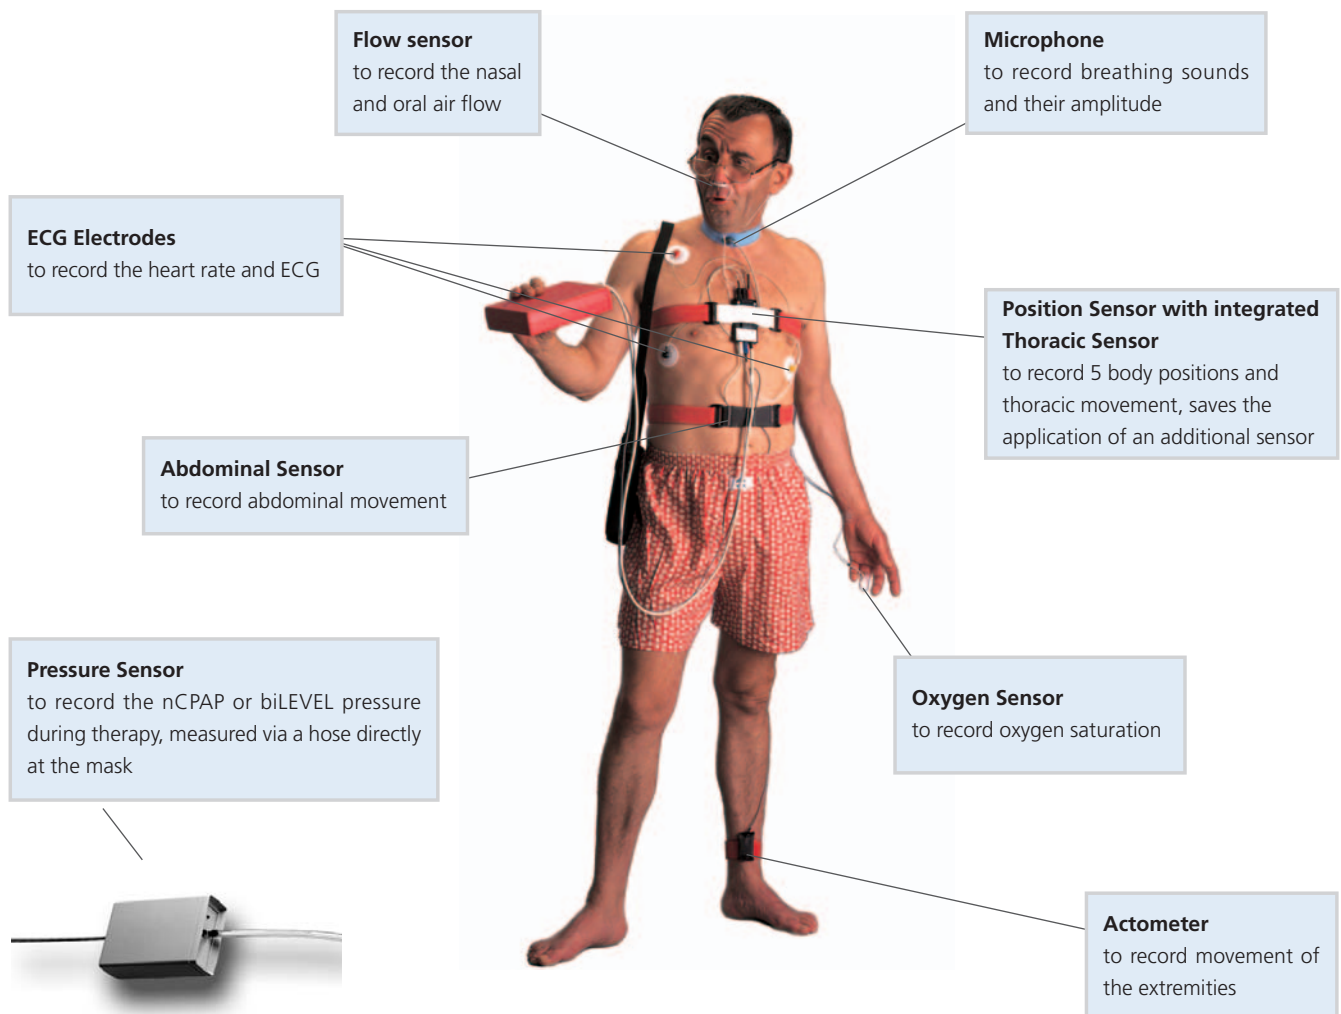 Flow sensor
to record the nasal
and oral air flow
Microphone
to record breathing sounds
and their amplitude
ECG Electrodes
to record the heart rate and ECG
Position Sensor with integrated
Thoracic Sensor
to record 5 body positions and
thoracic movement, saves the
application of an additional sensor
Abdominal Sensor
to record abdominal movement
Pressure Sensor
to record the nCPAP or biLEVEL pressure
during therapy, measured via a hose directly
at the mask
Oxygen Sensor
to record oxygen saturation
Actometer
to record movement of
the extremities